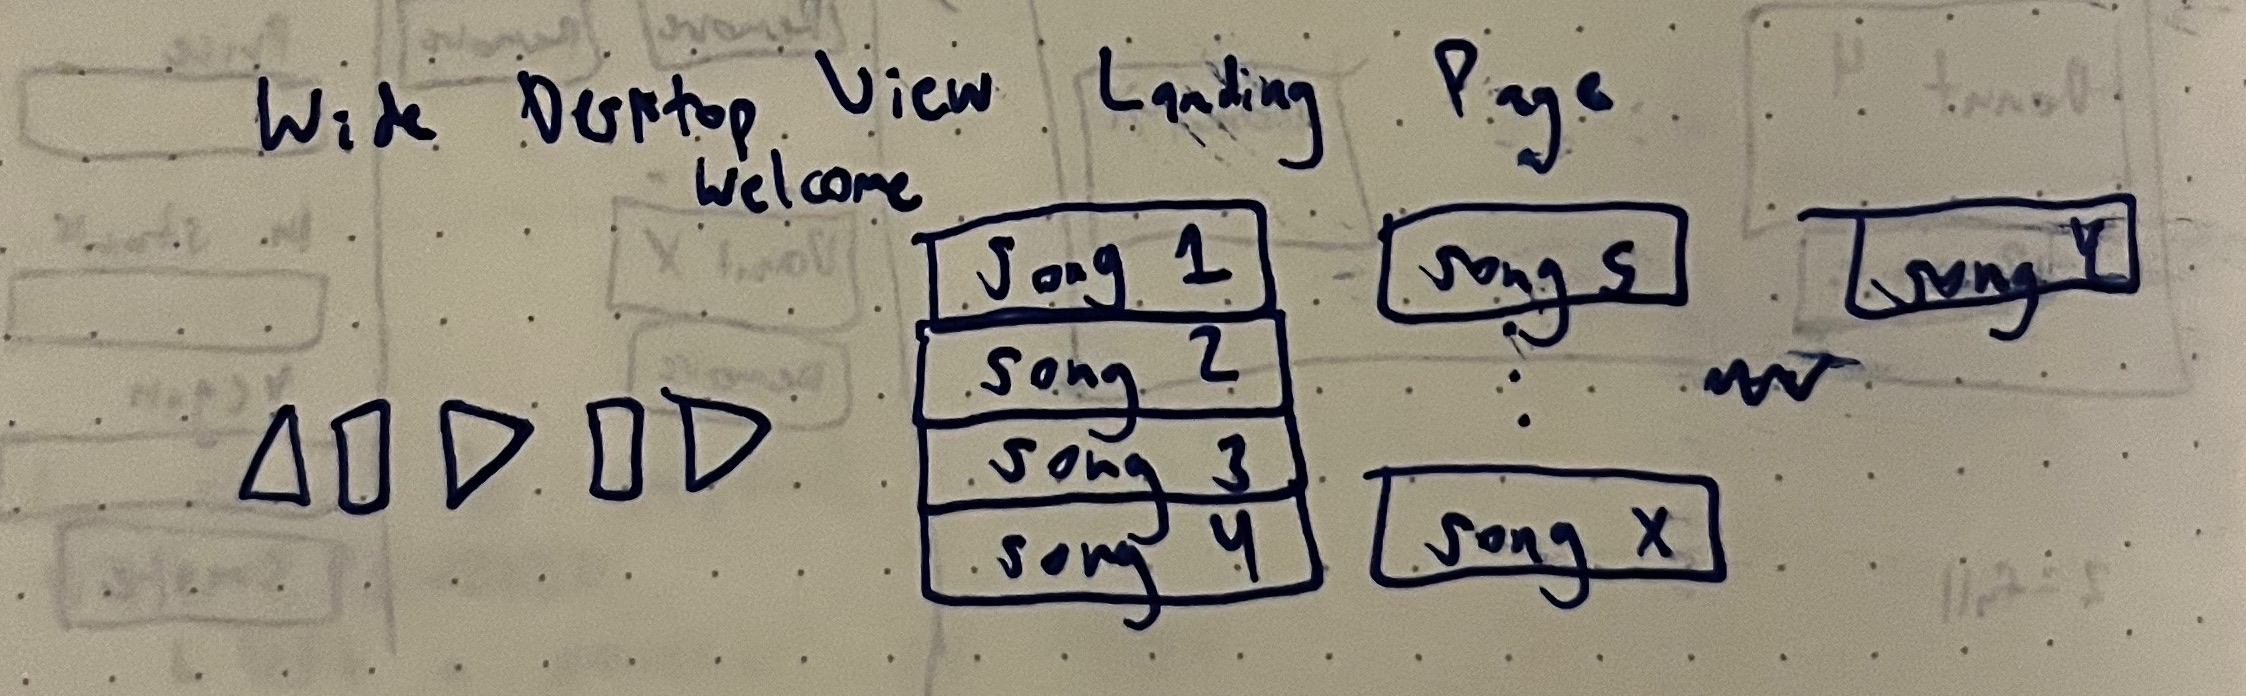 Wide Desktop View Landing Page
Welcome
Song 1 song 5 song Y
song 2
song 3
song 4 song X